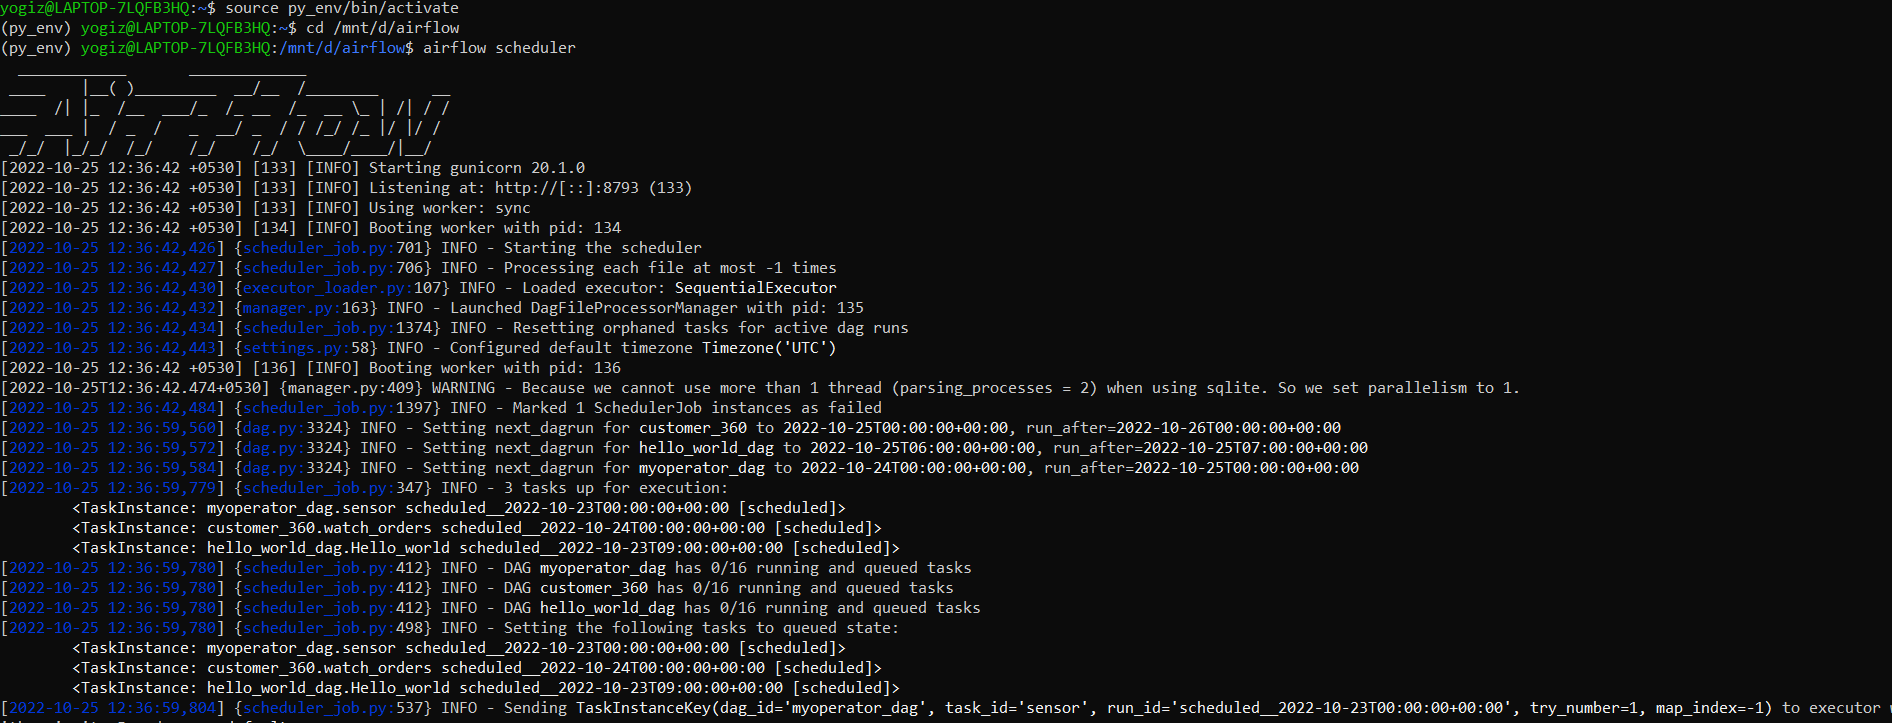 yogiz@LAPTOP-7LQFB3HQ:~$ source py_env/bin/activate
(py_env) yogiz@LAPTOP-7LQFB3HQ:~$ cd /mnt/d/airflow
(py_env) yogiz@LAPTOP-7LQFB3HQ:/mnt/d/airflow$ airflow scheduler
  ____________       _____________
 ____    |__( )_________  __/__  /________      __
____  /| |_  /__  ___/_  /_ __  /_  __ \_ | /| / /
___  ___ |  / _  /   _  __/ _  / / /_/ /_ |/ |/ /
 _/_/  |_/_/  /_/    /_/    /_/  \____/____/|__/
[2022-10-25 12:36:42 +0530] [133] [INFO] Starting gunicorn 20.1.0
[2022-10-25 12:36:42 +0530] [133] [INFO] Listening at: http://[::]:8793 (133)
[2022-10-25 12:36:42 +0530] [133] [INFO] Using worker: sync
[2022-10-25 12:36:42 +0530] [134] [INFO] Booting worker with pid: 134
[2022-10-25 12:36:42,426] {scheduler_job.py:701} INFO - Starting the scheduler
[2022-10-25 12:36:42,427] {scheduler_job.py:706} INFO - Processing each file at most -1 times
[2022-10-25 12:36:42,430] {executor_loader.py:107} INFO - Loaded executor: SequentialExecutor
[2022-10-25 12:36:42,432] {manager.py:163} INFO - Launched DagFileProcessorManager with pid: 135
[2022-10-25 12:36:42,434] {scheduler_job.py:1374} INFO - Resetting orphaned tasks for active dag runs
[2022-10-25 12:36:42,443] {settings.py:58} INFO - Configured default timezone Timezone('UTC')
[2022-10-25 12:36:42 +0530] [136] [INFO] Booting worker with pid: 136
[2022-10-25T12:36:42.474+0530] {manager.py:409} WARNING - Because we cannot use more than 1 thread (parsing_processes = 2) when using sqlite. So we set parallelism to 1.
[2022-10-25 12:36:42,484] {scheduler_job.py:1397} INFO - Marked 1 SchedulerJob instances as failed
[2022-10-25 12:36:59,560] {dag.py:3324} INFO - Setting next_dagrun for customer_360 to 2022-10-25T00:00:00+00:00, run_after=2022-10-26T00:00:00+00:00
[2022-10-25 12:36:59,572] {dag.py:3324} INFO - Setting next_dagrun for hello_world_dag to 2022-10-25T06:00:00+00:00, run_after=2022-10-25T07:00:00+00:00
[2022-10-25 12:36:59,584] {dag.py:3324} INFO - Setting next_dagrun for myoperator_dag to 2022-10-24T00:00:00+00:00, run_after=2022-10-25T00:00:00+00:00
[2022-10-25 12:36:59,779] {scheduler_job.py:347} INFO - 3 tasks up for execution:
        <TaskInstance: myoperator_dag.sensor scheduled__2022-10-23T00:00:00+00:00 [scheduled]>
        <TaskInstance: customer_360.watch_orders scheduled__2022-10-24T00:00:00+00:00 [scheduled]>
        <TaskInstance: hello_world_dag.Hello_world scheduled__2022-10-23T09:00:00+00:00 [scheduled]>
[2022-10-25 12:36:59,780] {scheduler_job.py:412} INFO - DAG myoperator_dag has 0/16 running and queued tasks
[2022-10-25 12:36:59,780] {scheduler_job.py:412} INFO - DAG customer_360 has 0/16 running and queued tasks
[2022-10-25 12:36:59,780] {scheduler_job.py:412} INFO - DAG hello_world_dag has 0/16 running and queued tasks
[2022-10-25 12:36:59,780] {scheduler_job.py:498} INFO - Setting the following tasks to queued state:
        <TaskInstance: myoperator_dag.sensor scheduled__2022-10-23T00:00:00+00:00 [scheduled]>
        <TaskInstance: customer_360.watch_orders scheduled__2022-10-24T00:00:00+00:00 [scheduled]>
        <TaskInstance: hello_world_dag.Hello_world scheduled__2022-10-23T09:00:00+00:00 [scheduled]>
[2022-10-25 12:36:59,804] {scheduler_job.py:537} INFO - Sending TaskInstanceKey(dag_id='myoperator_dag', task_id='sensor', run_id='scheduled__2022-10-23T00:00:00+00:00', try_number=1, map_index=-1) to executor